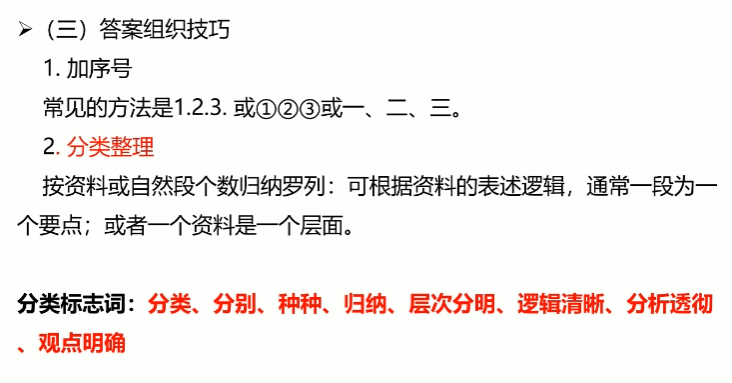 ➢（三）答案组织技巧
1. 加序号
常见的方法是1.2.3. 或①②③或一、二、三。
2. 分类整理
按资料或自然段个数归纳罗列：可根据资料的表述逻辑，通常一段为一
个要点；或者一个资料是一个层面。
分类标志词：分类、分别、种种、归纳、层次分明、逻辑清晰、分析透彻
、观点明确